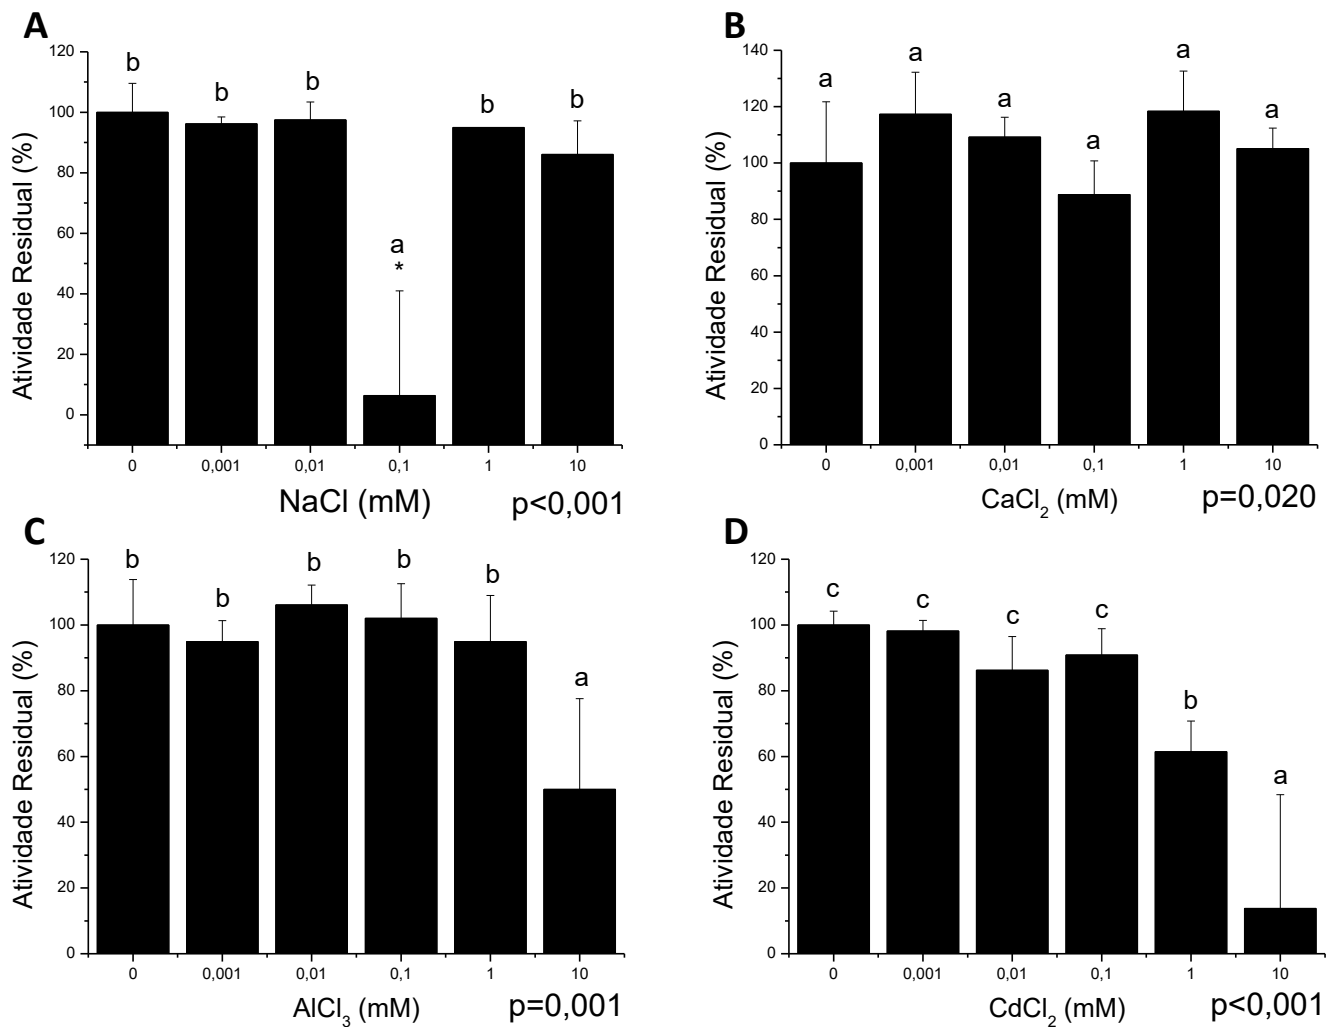 A
Atividade Residual (%)
120
100
80
60
40
20
0
b
b
b
a
*
b
b
0
0,001
0,01
0,1
1
10
NaCl (mM)
p<0,001
B
Atividade Residual (%)
140
120
100
80
60
40
20
0
a
a
a
a
a
a
0
0,001
0,01
0,1
1
10
CaCl₂ (mM)
p=0,020
C
Atividade Residual (%)
120
100
80
60
40
20
0
b
b
b
b
b
a
0
0,001
0,01
0,1
1
10
AlCl₃ (mM)
p=0,001
D
Atividade Residual (%)
120
100
80
60
40
20
0
c
c
c
c
b
a
0
0,001
0,01
0,1
1
10
CdCl₂ (mM)
p<0,001